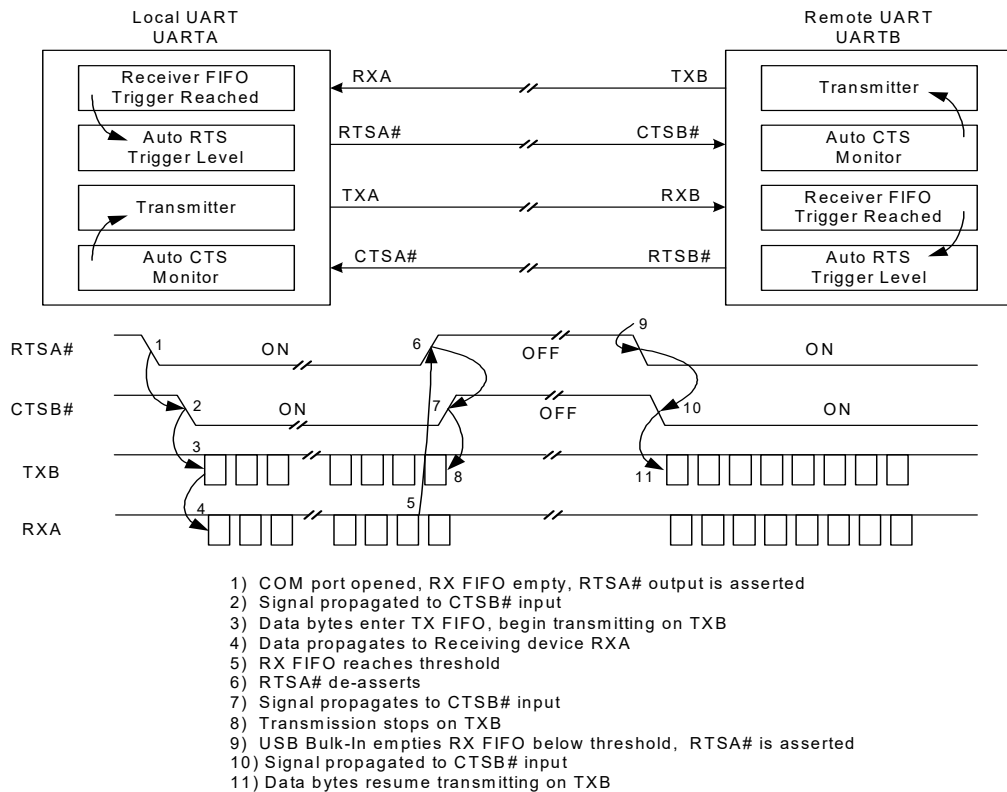 Local UART
UARTA
Remote UART
UARTB
Receiver FIFO
Trigger Reached
Auto RTS
Trigger Level
Transmitter
Auto CTS
Monitor
RXA
TXB
RTSA#
CTSB#
TXA
RXB
CTSA#
RTSB#
Transmitter
Auto CTS
Monitor
Receiver FIFO
Trigger Reached
Auto RTS
Trigger Level
RTSA#
1
ON
6
OFF
9
ON
CTSB#
2
ON
7
OFF
10
ON
TXB
3
8
11
RXA
4
5
1) COM port opened, RX FIFO empty, RTSA# output is asserted
2) Signal propagated to CTSB# input
3) Data bytes enter TX FIFO, begin transmitting on TXB
4) Data propagates to Receiving device RXA
5) RX FIFO reaches threshold
6) RTSA# de-asserts
7) Signal propagates to CTSB# input
8) Transmission stops on TXB
9) USB Bulk-In empties RX FIFO below threshold, RTSA# is asserted
10) Signal propagated to CTSB# input
11) Data bytes resume transmitting on TXB